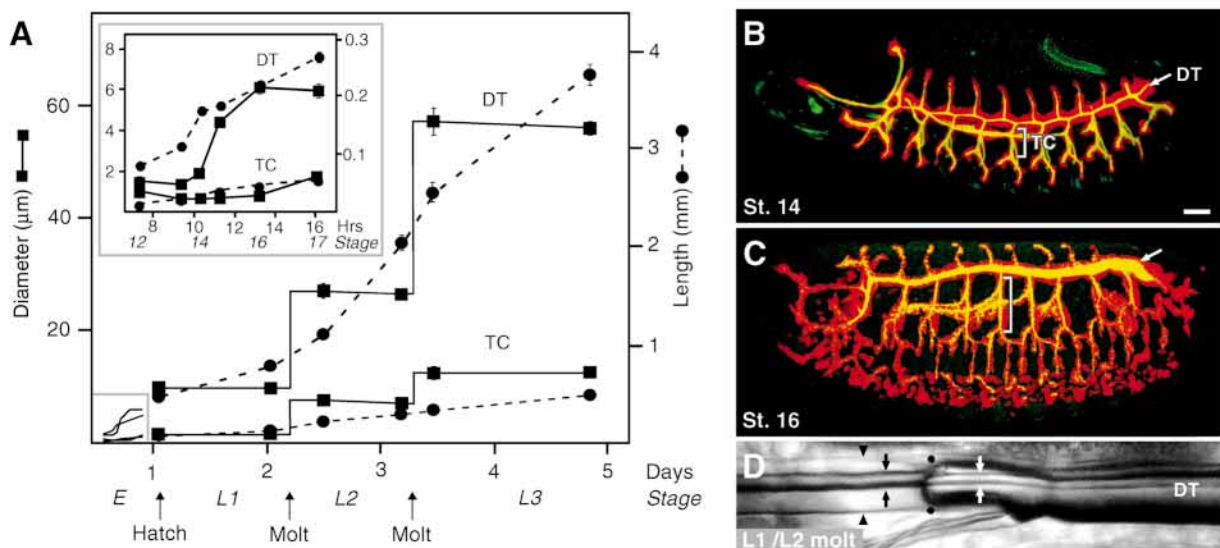 A
Diameter (µm)
60
40
20
8
6
4
2
0.3
0.2
0.1
DT
TC
8 10 12 14 16 Hrs
12 14 16 17 Stage
DT
TC
4
3
2
1
Length (mm)
1 2 3 4 5 Days
E L1 L2 L3 Stage
Hatch Molt Molt
B
DT
TC
St. 14
C
St. 16
D
DT
L1 /L2 molt